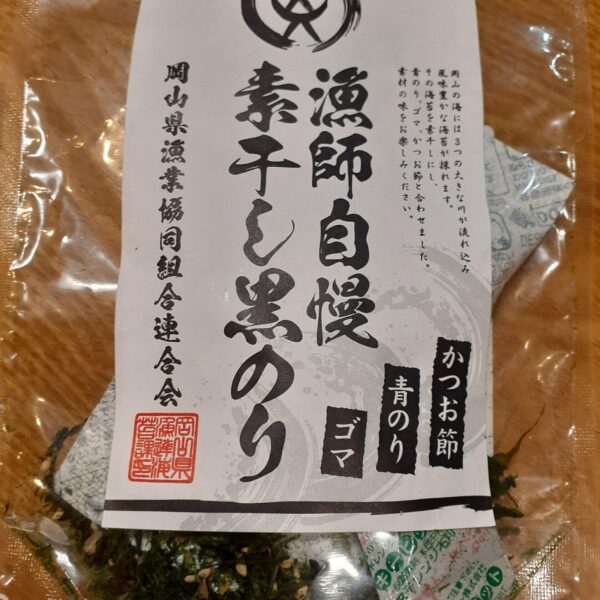 岡山の海には3つの大きな川が流れ込み
風味豊かな海苔が採れます。
その海苔を素干しにし、
青のり、ゴマ、かつお節と合わせました。
素材の味をお楽しみください。
漁師自慢
素干し黒のり
岡山県漁業協同組合連合会
かつお節
青のり
ゴマ